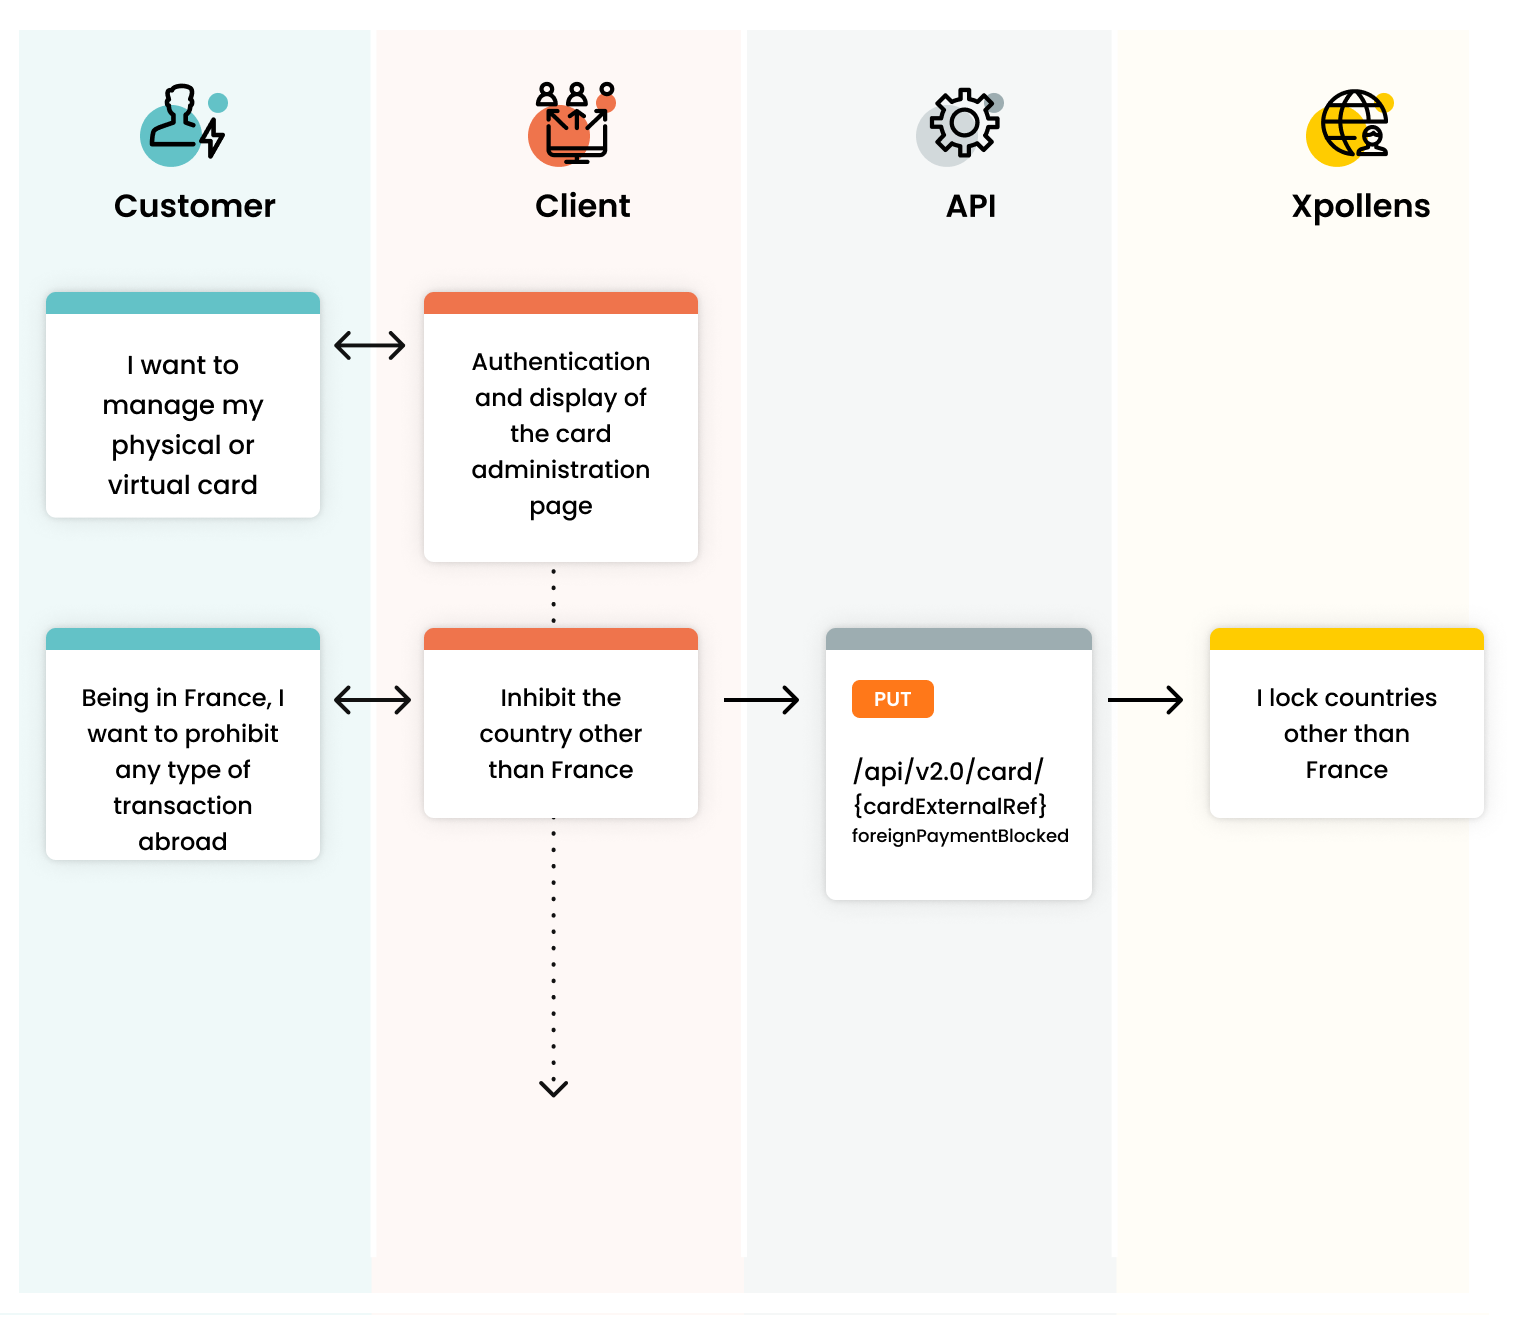 Customer
Client
API
Xpollens
I want to
manage my
physical or
virtual card
Authentication
and display of
the card
administration
page
Being in France, I
want to prohibit
any type of
transaction
abroad
Inhibit the
country other
than France
PUT
/api/v2.0/card/
{cardExternalRef}
foreignPaymentBlocked
I lock countries
other than
France